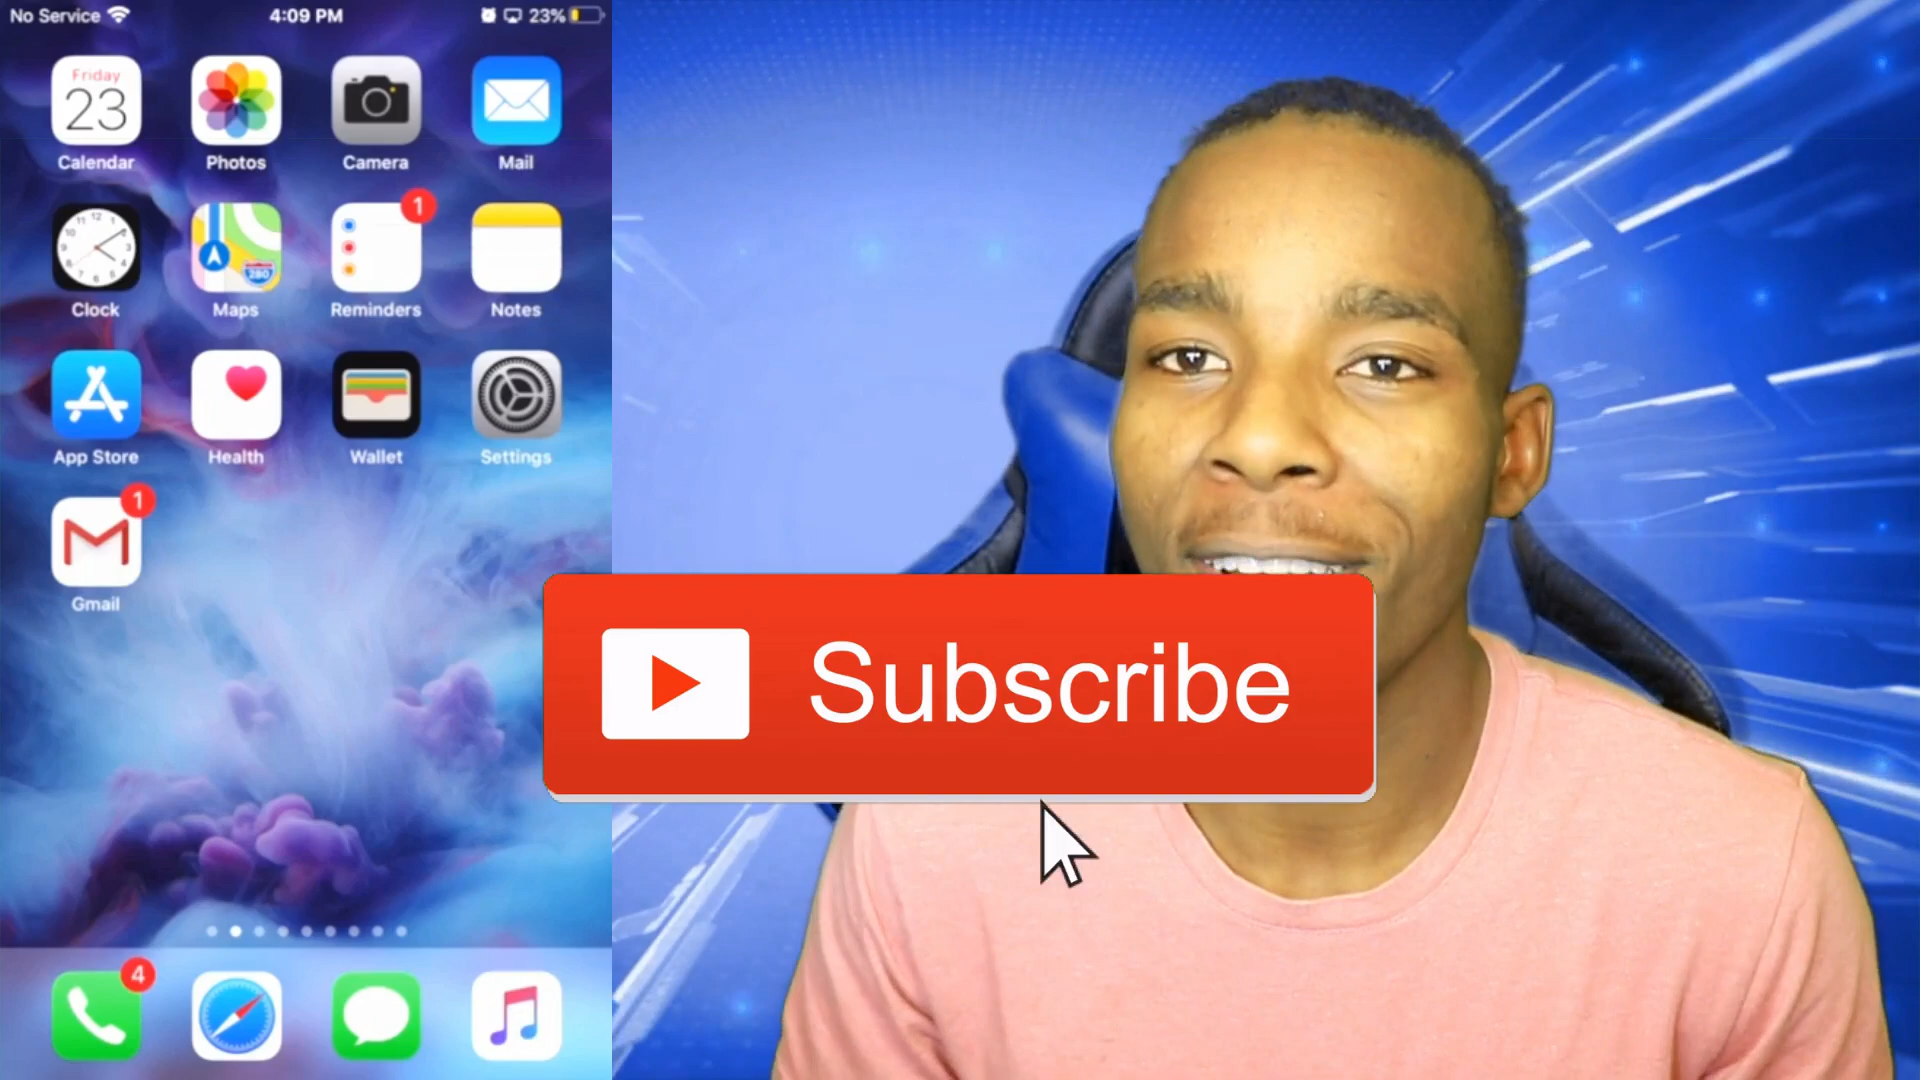 No Service 4:09 PM 23%
Friday
23
Calendar Photos Camera Mail
1
280
Clock Maps Reminders Notes
App Store Health Wallet Settings
1
Gmail
Subscribe
4